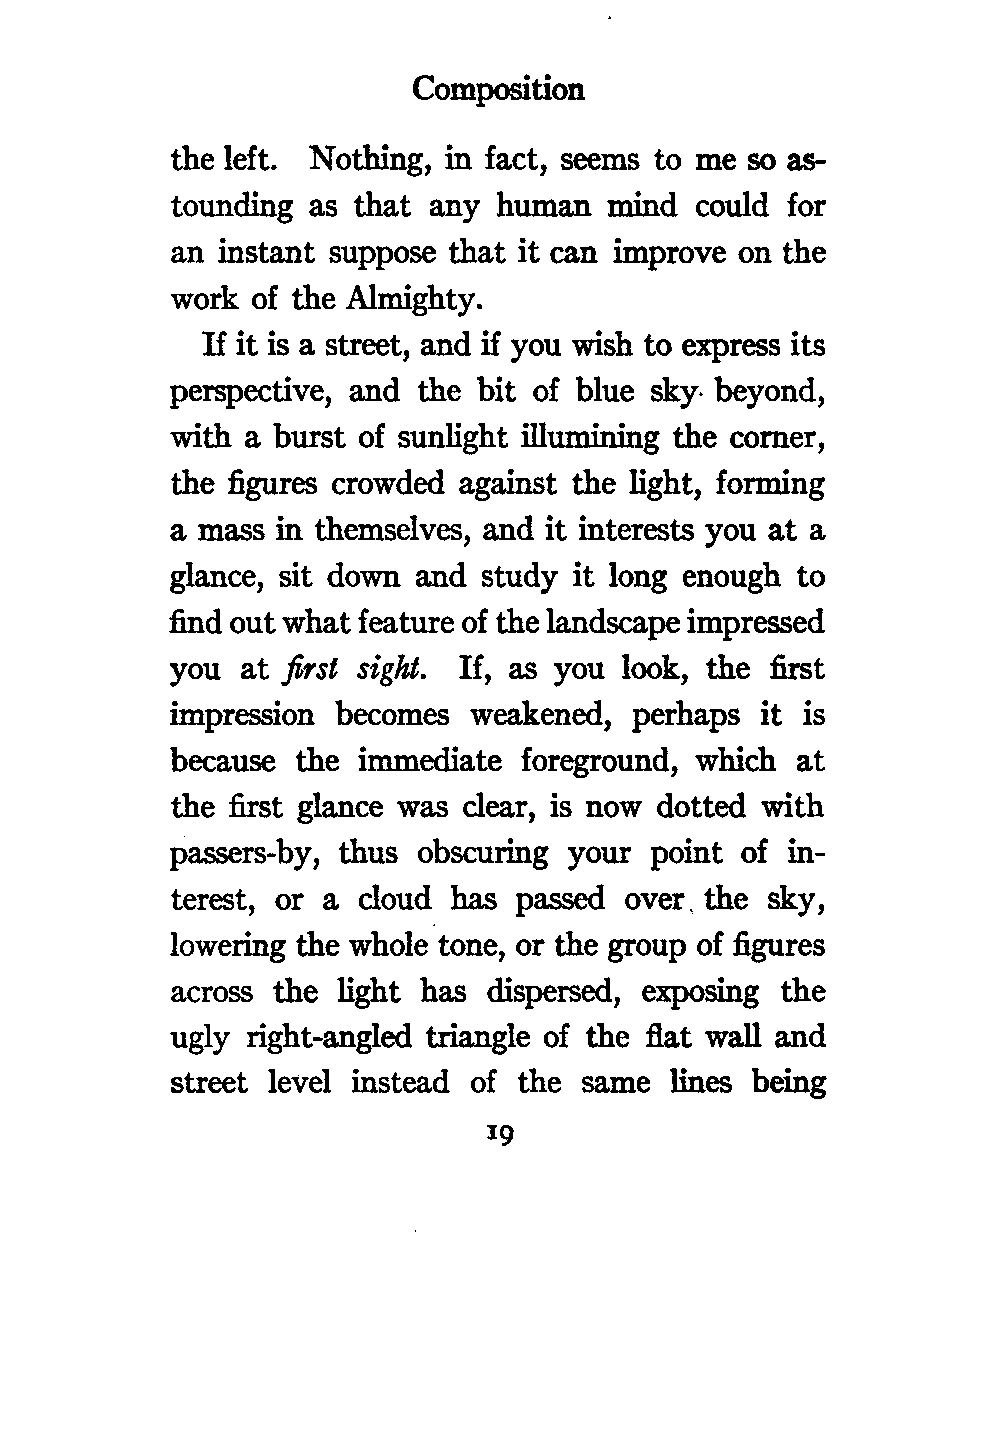 Composition
the left. Nothing, in fact, seems to me so as-
tounding as that any human mind could for
an instant suppose that it can improve on the
work of the Almighty.
If it is a street, and if you wish to express its
perspective, and the bit of blue sky beyond,
with a burst of sunlight illumining the corner,
the figures crowded against the light, forming
a mass in themselves, and it interests you at a
glance, sit down and study it long enough to
find out what feature of the landscape impressed
you at first sight. If, as you look, the first
impression becomes weakened, perhaps it is
because the immediate foreground, which at
the first glance was clear, is now dotted with
passers-by, thus obscuring your point of in-
terest, or a cloud has passed over the sky,
lowering the whole tone, or the group of figures
across the light has dispersed, exposing the
ugly right-angled triangle of the flat wall and
street level instead of the same lines being
19